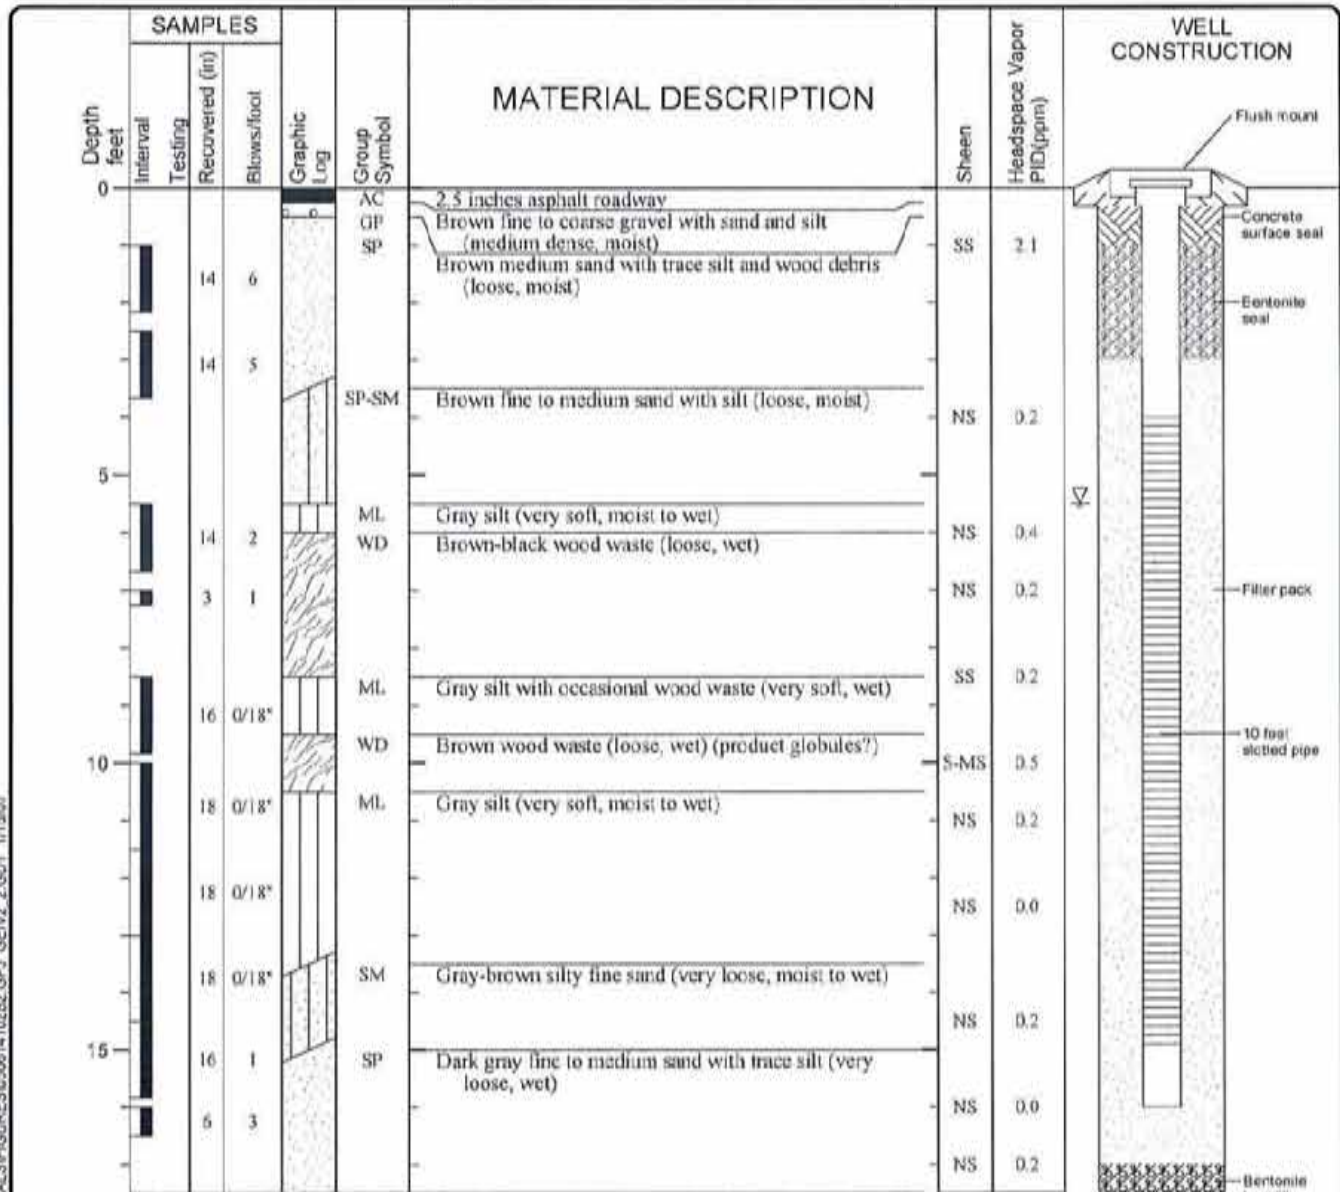 SAMPLES
Depth
feet
Interval
Testing
Recovered (in)
Blows/foot
Graphic
Log
Group
Symbol
MATERIAL DESCRIPTION
Sheen
Headspace Vapor
PID(ppm)
WELL
CONSTRUCTION
Flush mount
0
AC 2.5 inches asphalt roadway
GP Brown fine to coarse gravel with sand and silt
(medium dense, moist)
Concrete
surface seal
SP SS 2.1
Brown medium sand with trace silt and wood debris
(loose, moist)
14 6
Bentonite
seal
14 5
SP-SM Brown fine to medium sand with silt (loose, moist)
NS 0.2
5
ML Gray silt (very soft, moist to wet)
14 2 WD Brown-black wood waste (loose, wet) NS 0.4
3 1 NS 0.2 Filter pack
ML Gray silt with occasional wood waste (very soft, wet) SS 0.2
16 0/18"
WD Brown wood waste (loose, wet) (product globules?)
10 feet
slotted pipe
10 S-MS 0.5
18 0/18" ML Gray silt (very soft, moist to wet)
NS 0.2
18 0/18" NS 0.0
18 0/18" SM Gray-brown silty fine sand (very loose, moist to wet)
NS 0.2
15
16 1 SP Dark gray fine to medium sand with trace silt (very
loose, wet)
NS 0.0
6 3
NS 0.2
Bentonite